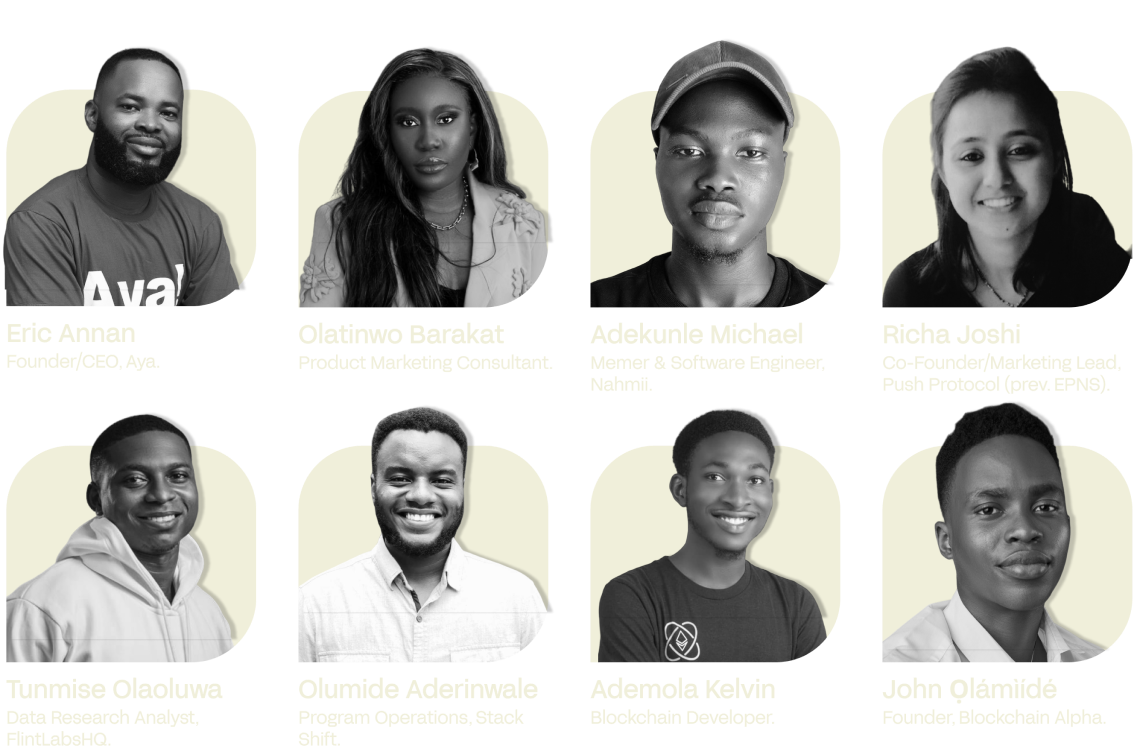 Aya!
Eric Annan
Founder/CEO, Aya.
Olatinwo Barakat
Product Marketing Consultant.
Adekunle Michael
Memer & Software Engineer,
Nahmii.
Richa Joshi
Co-Founder/Marketing Lead,
Push Protocol (prev. EPNS).
Tunmise Olaoluwa
Data Research Analyst,
FlintLabsHQ.
Olumide Aderinwale
Program Operations, Stack
Shift.
Ademola Kelvin
Blockchain Developer.
John Ọlámiídé
Founder, Blockchain Alpha.